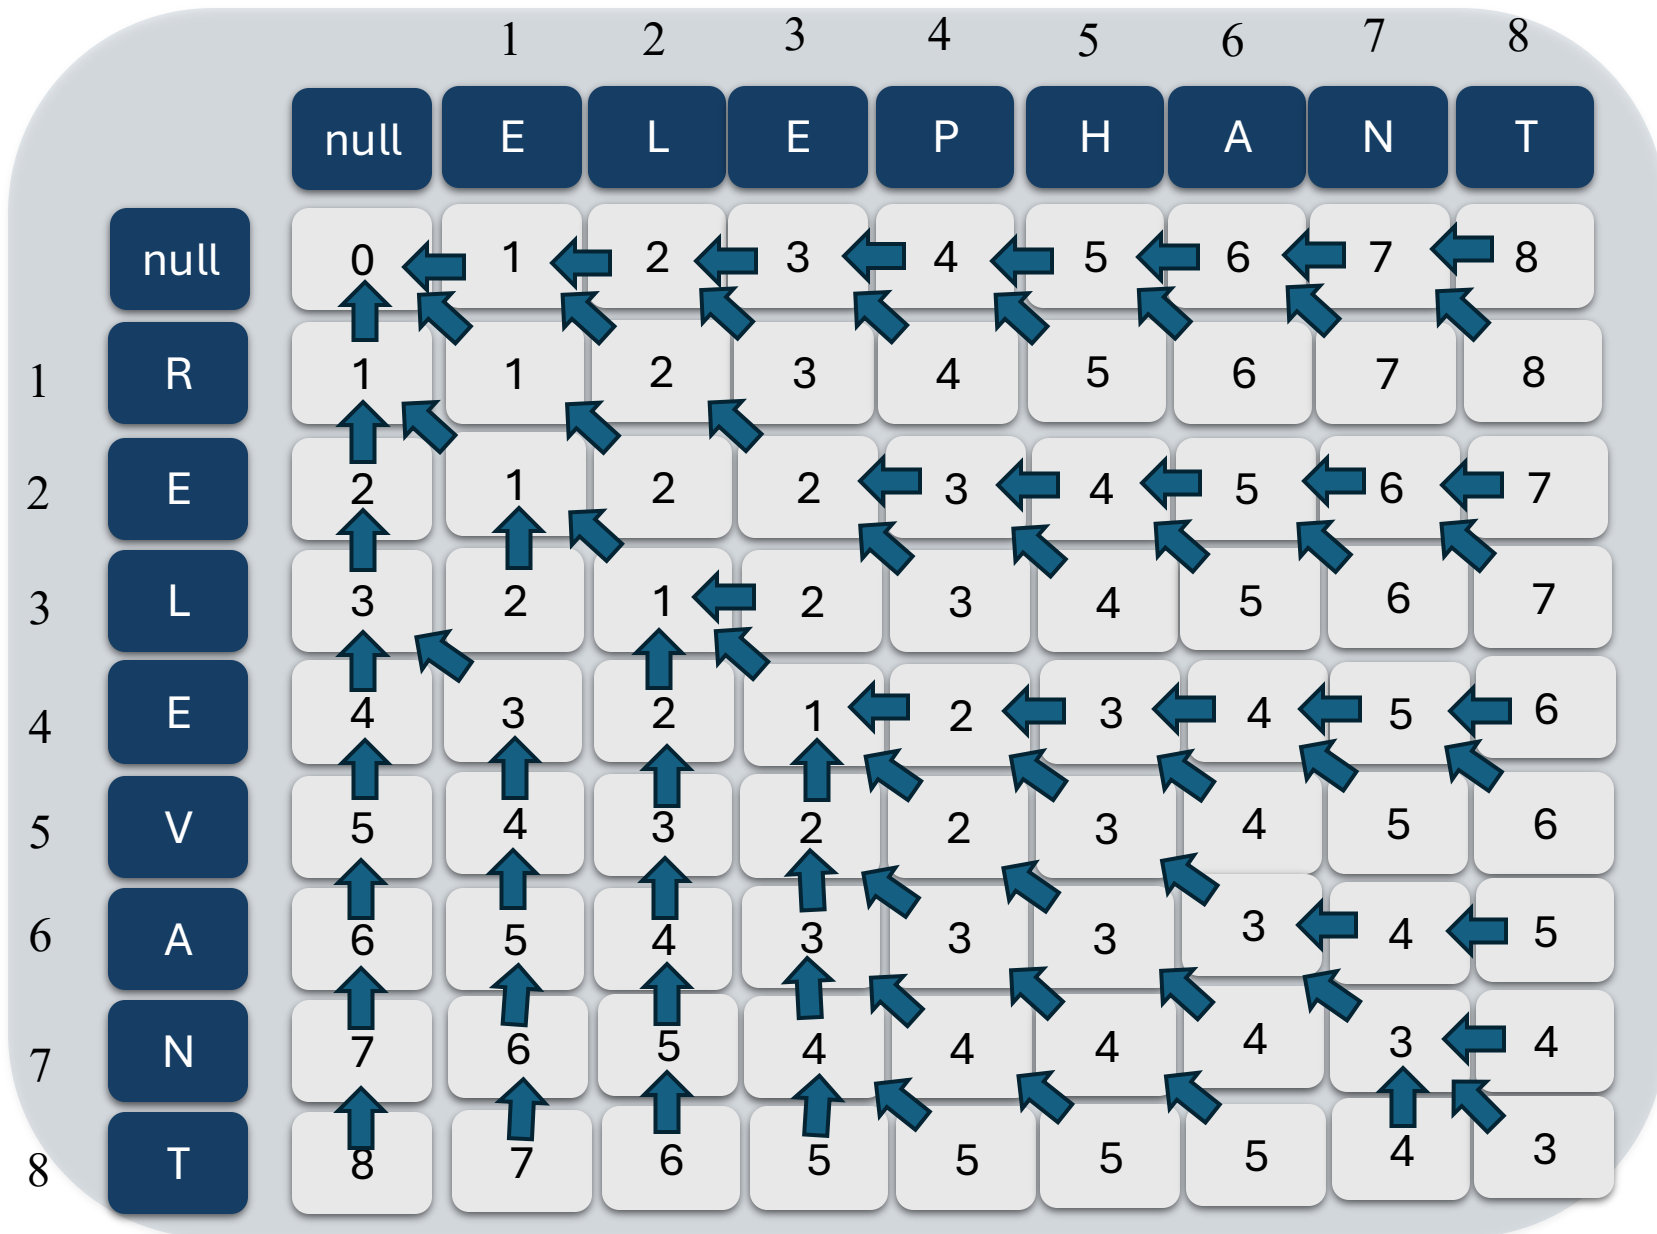 1 2 3 4 5 6 7 8
null E L E P H A N T
null 0 1 2 3 4 5 6 7 8
1 R 1 1 2 3 4 5 6 7 8
2 E 2 1 2 2 3 4 5 6 7
3 L 3 2 1 2 3 4 5 6 7
4 E 4 3 2 1 2 3 4 5 6
5 V 5 4 3 2 2 3 4 5 6
6 A 6 5 4 3 3 3 3 4 5
7 N 7 6 5 4 4 4 4 3 4
8 T 8 7 6 5 5 5 5 4 3